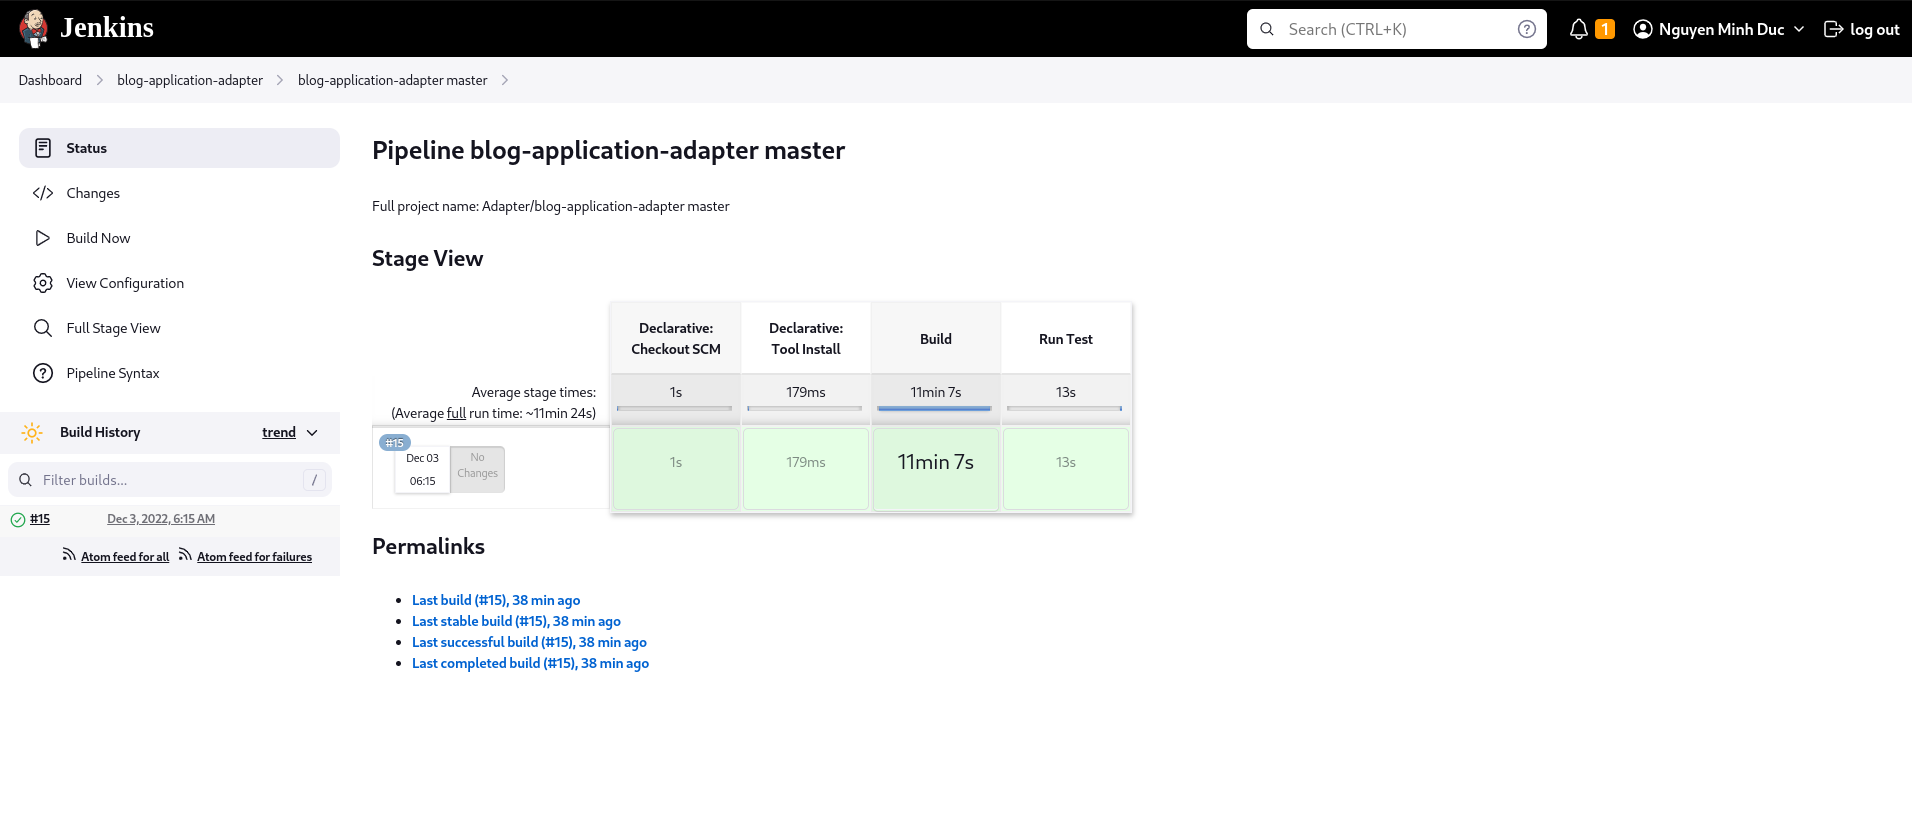 Jenkins
Search (CTRL+K)
1
Nguyen Minh Duc
log out
Dashboard
blog-application-adapter
blog-application-adapter master
Status
Changes
Build Now
View Configuration
Full Stage View
Pipeline Syntax
Build History
trend
Filter builds...
/
#15
Dec 3, 2022, 6:15 AM
Atom feed for all
Atom feed for failures
Pipeline blog-application-adapter master
Full project name: Adapter/blog-application-adapter master
Stage View
Declarative:
Checkout SCM
Declarative:
Tool Install
Build
Run Test
Average stage times:
(Average full run time: ~11min 24s)
1s
179ms
11min 7s
13s
#15
Dec 03
06:15
No
Changes
1s
179ms
11min 7s
13s
Permalinks
Last build (#15), 38 min ago
Last stable build (#15), 38 min ago
Last successful build (#15), 38 min ago
Last completed build (#15), 38 min ago